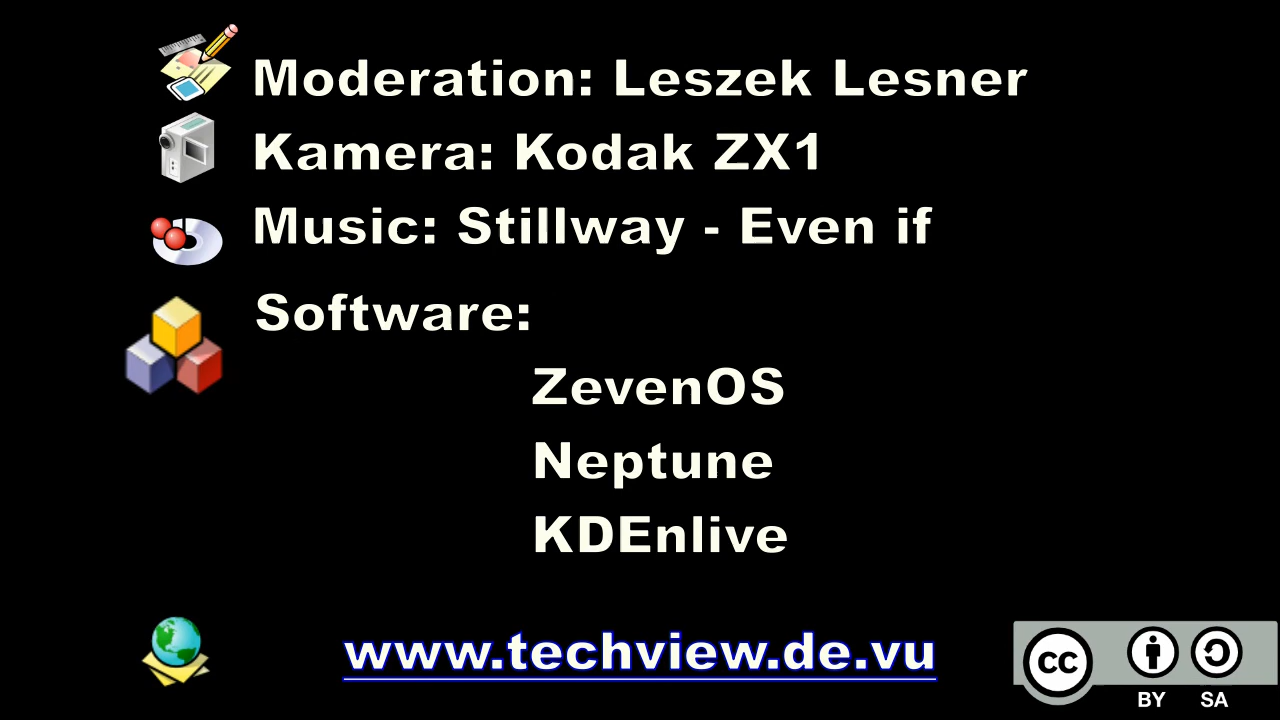 Moderation: Leszek Lesner
Kamera: Kodak ZX1
Music: Stillway - Even if
Software:
ZevenOS
Neptune
KDEnlive
www.techview.de.vu
cc
BY SA